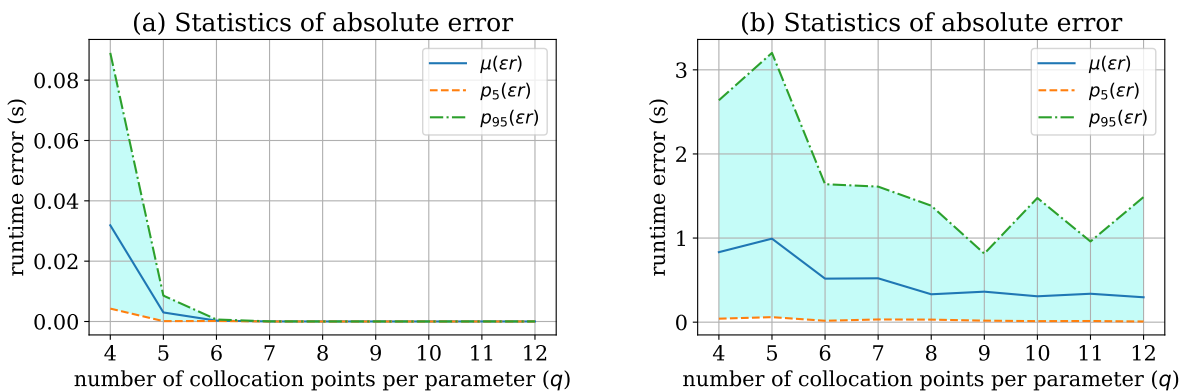 (a) Statistics of absolute error
runtime error (s)
0.08
0.06
0.04
0.02
0.00
μ(εr)
p₅(εr)
p₉₅(εr)
4 5 6 7 8 9 10 11 12
number of collocation points per parameter (q)
(b) Statistics of absolute error
runtime error (s)
3
2
1
0
μ(εr)
p₅(εr)
p₉₅(εr)
4 5 6 7 8 9 10 11 12
number of collocation points per parameter (q)